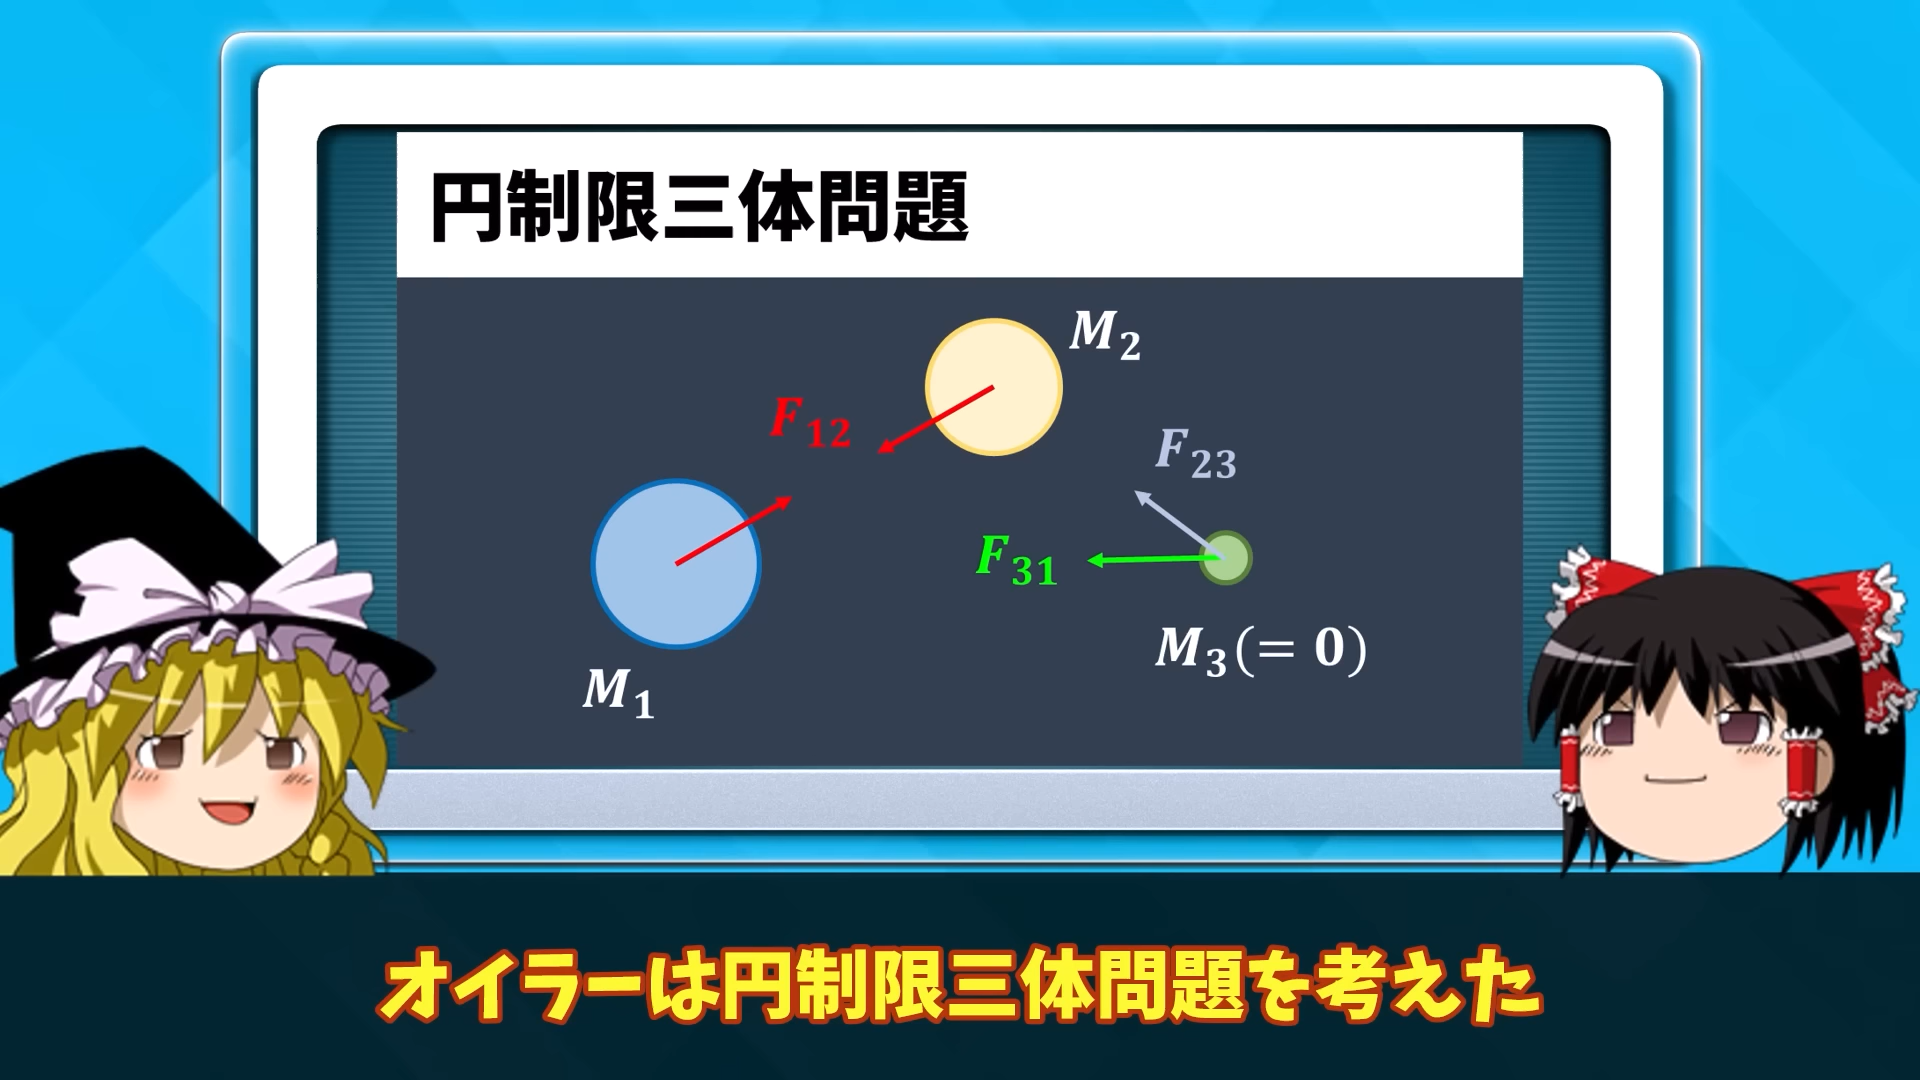 円制限三体問題
M₂
F₁₂
F₂₃
F₃₁
M₃(= 0)
M₁
オイラーは円制限三体問題を考えた